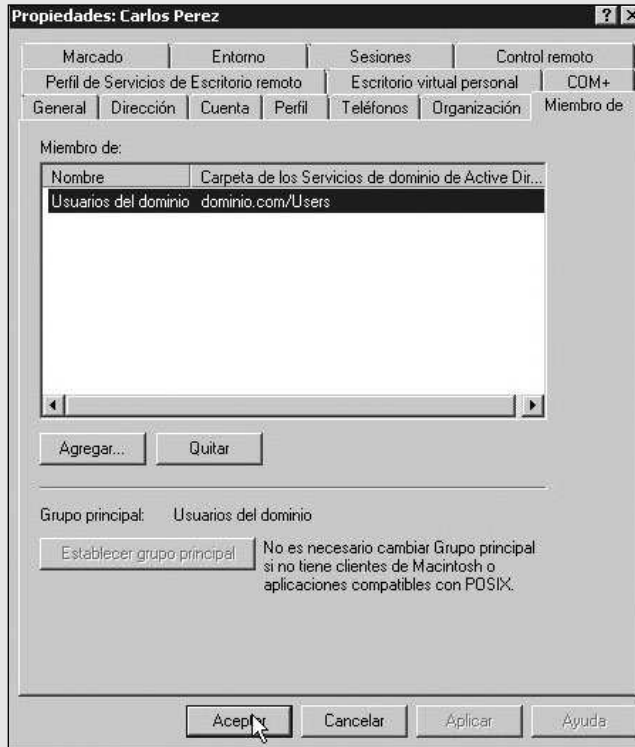 Propiedades: Carlos Perez
Marcado Entorno Sesiones Control remoto
Perfil de Servicios de Escritorio remoto Escritorio virtual personal COM+
General Dirección Cuenta Perfil Teléfonos Organización Miembro de
Miembro de:
Nombre Carpeta de los Servicios de dominio de Active Dir...
Usuarios del dominio dominio.com/Users
Agregar... Quitar
Grupo principal: Usuarios del dominio
Establecer grupo principal
No es necesario cambiar Grupo principal
si no tiene clientes de Macintosh o
aplicaciones compatibles con POSIX.
Aceptar Cancelar Aplicar Ayuda